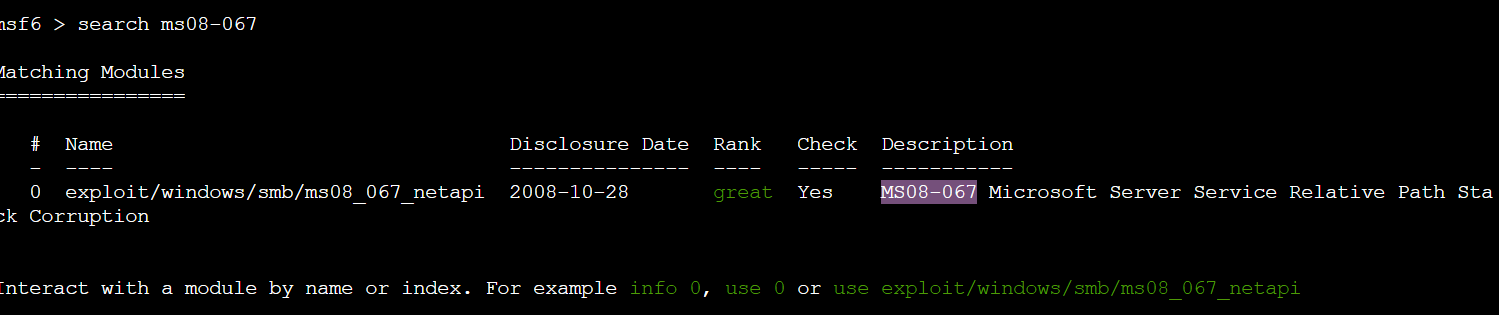 msf6 > search ms08-067
Matching Modules
================
# Name Disclosure Date Rank Check Description
- ---- --------------- ---- ----- -----------
0 exploit/windows/smb/ms08_067_netapi 2008-10-28 great Yes MS08-067 Microsoft Server Service Relative Path Sta
ck Corruption
Interact with a module by name or index. For example info 0, use 0 or use exploit/windows/smb/ms08_067_netapi